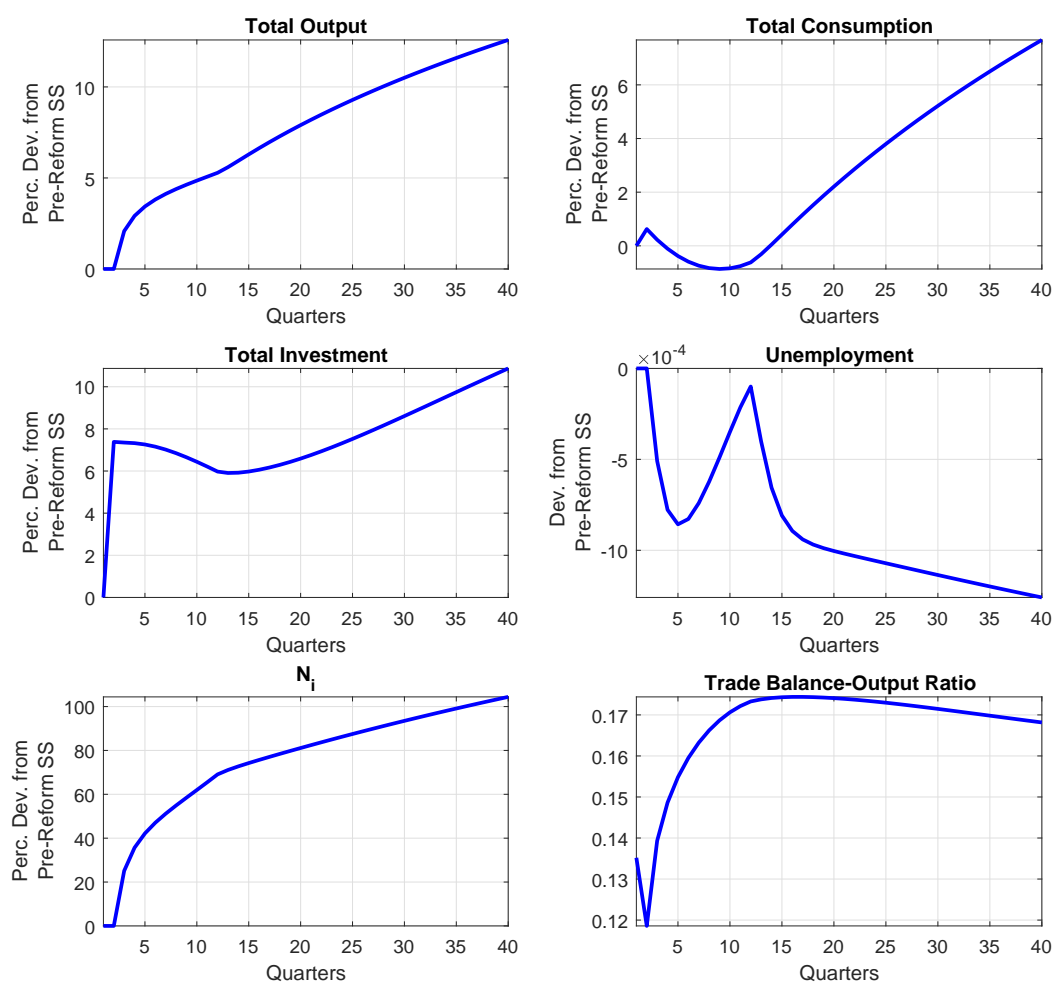 Total Output
Perc. Dev. from
Pre-Reform SS
10
5
0
5 10 15 20 25 30 35 40
Quarters
Total Consumption
Perc. Dev. from
Pre-Reform SS
6
4
2
0
5 10 15 20 25 30 35 40
Quarters
Total Investment
Perc. Dev. from
Pre-Reform SS
10
8
6
4
2
0
5 10 15 20 25 30 35 40
Quarters
Unemployment
×10⁻⁴
Dev. from
Pre-Reform SS
0
-5
-10
5 10 15 20 25 30 35 40
Quarters
Nᵢ
Perc. Dev. from
Pre-Reform SS
100
80
60
40
20
0
5 10 15 20 25 30 35 40
Quarters
Trade Balance-Output Ratio
0.17
0.16
0.15
0.14
0.13
0.12
5 10 15 20 25 30 35 40
Quarters